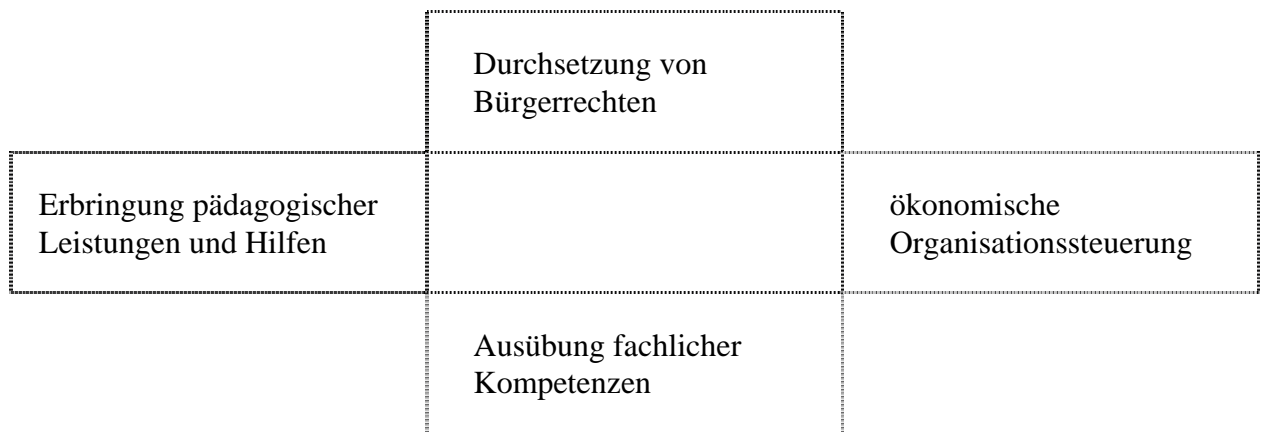 Durchsetzung von
Bürgerrechten
Erbringung pädagogischer
Leistungen und Hilfen
ökonomische
Organisationssteuerung
Ausübung fachlicher
Kompetenzen